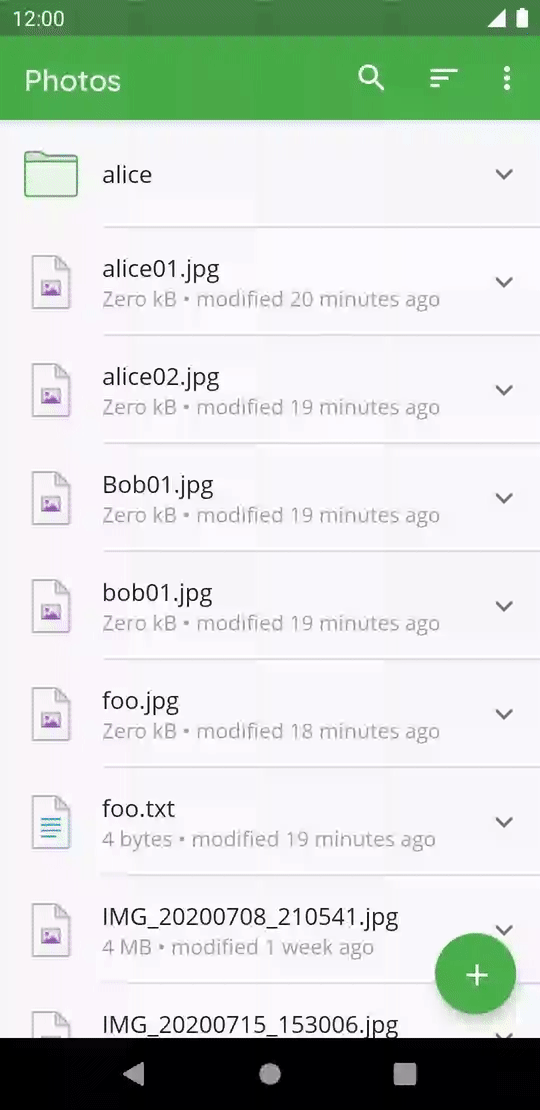 12:00
Photos
alice
alice01.jpg
Zero kB • modified 20 minutes ago
alice02.jpg
Zero kB • modified 19 minutes ago
Bob01.jpg
Zero kB • modified 19 minutes ago
bob01.jpg
Zero kB • modified 19 minutes ago
foo.jpg
Zero kB • modified 18 minutes ago
foo.txt
4 bytes • modified 19 minutes ago
IMG_20200708_210541.jpg
4 MB • modified 1 week ago
IMG_20200715_153006.jpg